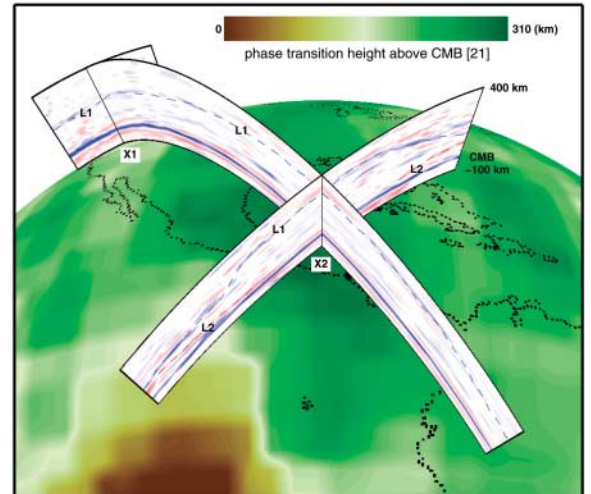 0
310 (km)
phase transition height above CMB [21]
400 km
L1
L1
X1
L2
CMB
-100 km
L1
X2
L2